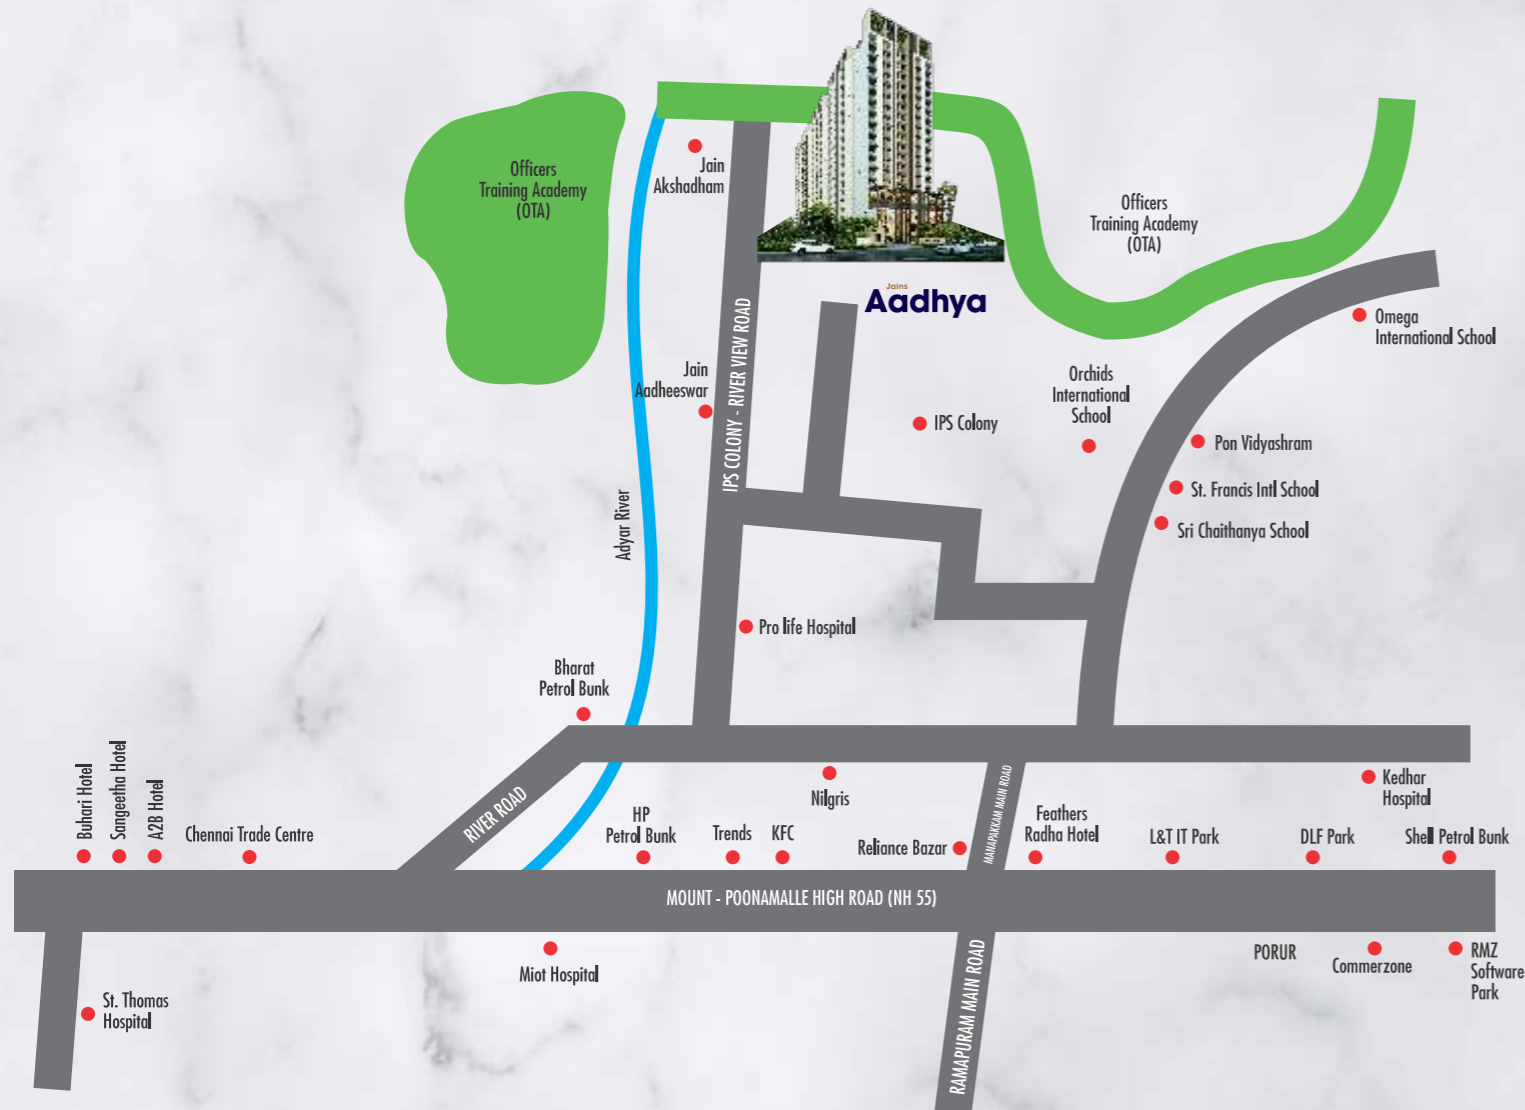 Officers
Training Academy
(OTA)
Jain
Akshadham
Officers
Training Academy
(OTA)
Jains
Aadhya
Omega
International School
Jain
Aadheeswar
IPS COLONY - RIVER VIEW ROAD
Orchids
International
School
IPS Colony
Pon Vidyashram
St. Francis Intl School
Sri Chaithanya School
Adyar River
Pro life Hospital
Bharat
Petrol Bunk
Buhari Hotel
Sangeetha Hotel
A2B Hotel
Chennai Trade Centre
RIVER ROAD
HP
Petrol Bunk
Trends
KFC
Nilgris
Reliance Bazar
MANAPAKKAM MAIN ROAD
Feathers
Radha Hotel
L&T IT Park
DLF Park
Kedhar
Hospital
Shell Petrol Bunk
MOUNT - POONAMALLE HIGH ROAD (NH 55)
St. Thomas
Hospital
Miot Hospital
RAMAPURAM MAIN ROAD
PORUR
Commerzone
RMZ
Software
Park